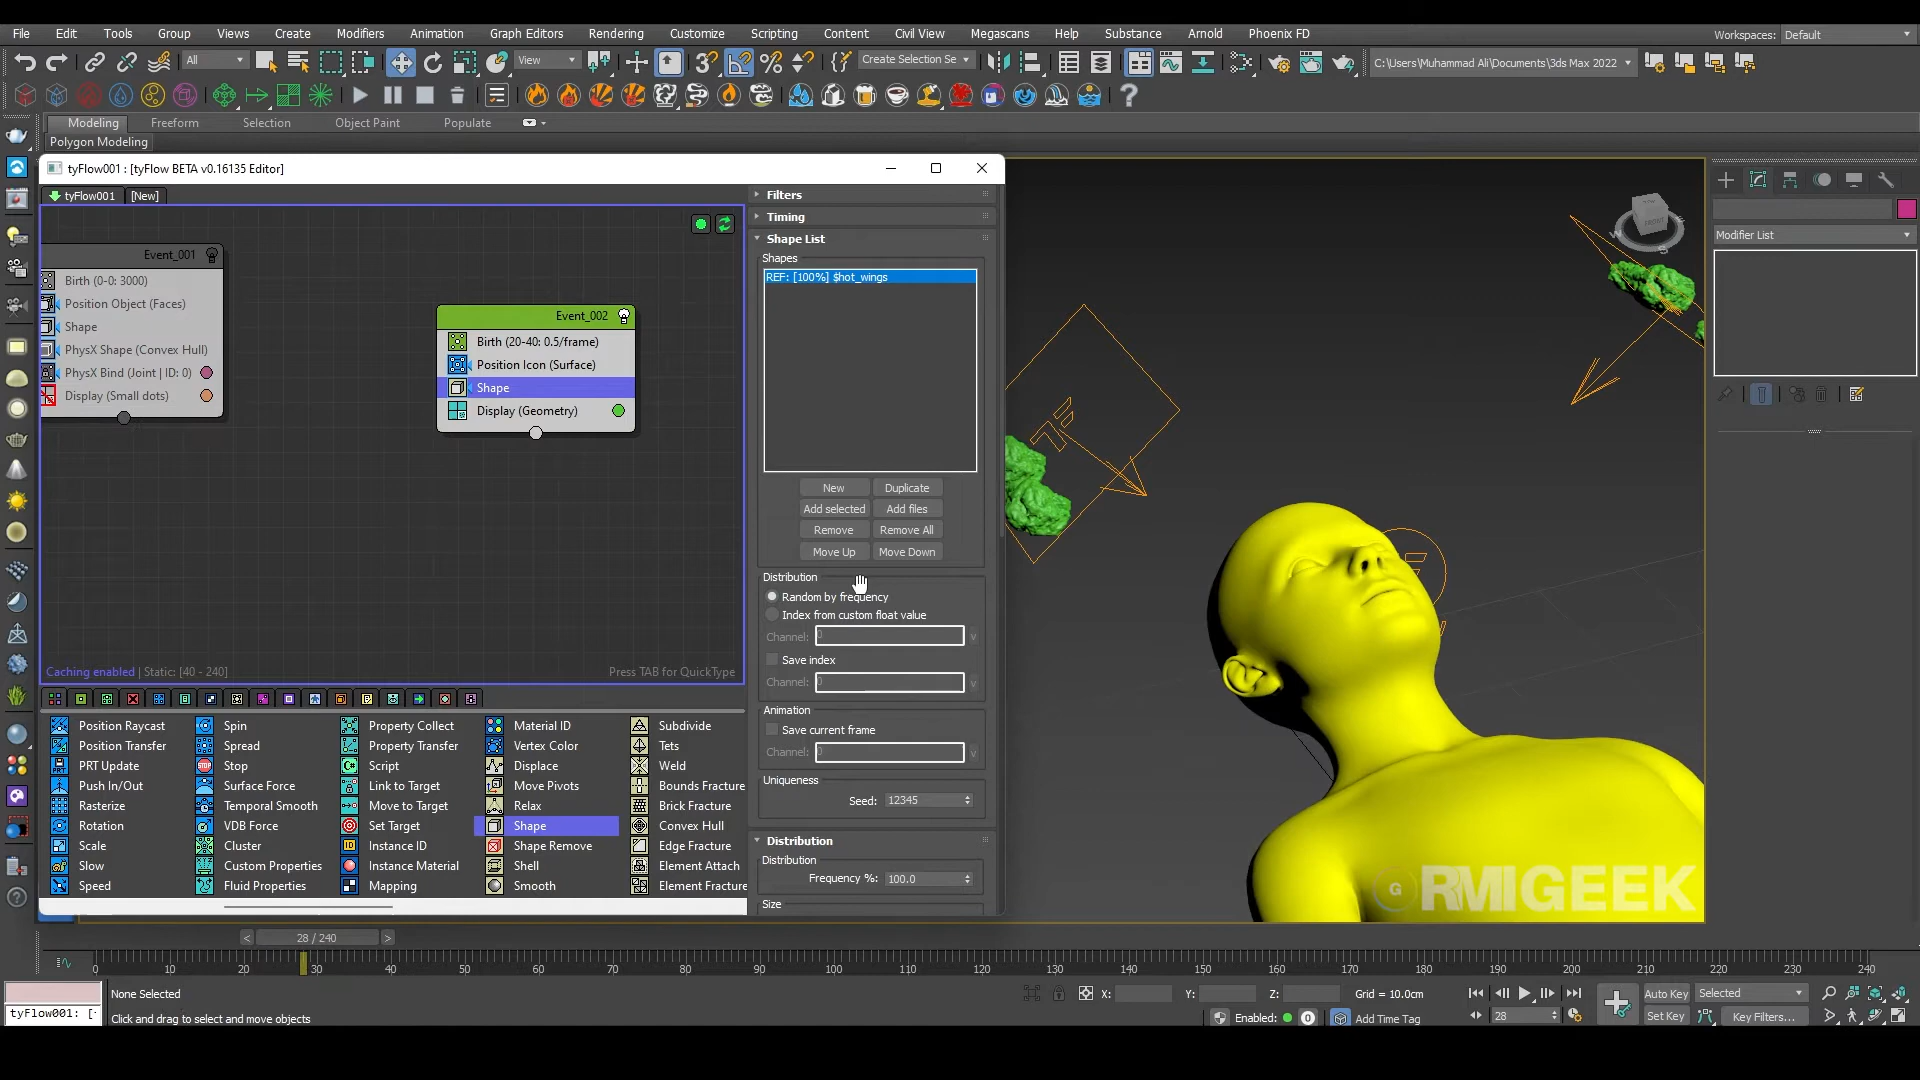 File Edit Tools Group Views Create Modifiers Animation Graph Editors Rendering Customize Scripting Content Civil View Megascans Help Substance Arnold Phoenix FD Workspaces: Default
All View Create Selection Se C:\Users\Muhammad Ali\Documents\3ds Max 2022
Modeling Freeform Selection Object Paint Populate
Polygon Modeling
tyFlow001 : [tyFlow BETA v0.16135 Editor]
tyFlow001 [New]
Event_001
Birth (0-0: 3000)
Position Object (Faces)
Shape
PhysX Shape (Convex Hull)
PhysX Bind (Joint | ID: 0)
Display (Small dots)
Event_002
Birth (20-40: 0.5/frame)
Position Icon (Surface)
Shape
Display (Geometry)
Caching enabled | Static: [40 - 240] Press TAB for QuickType
Filters
Timing
Shape List
Shapes
REF: [100%] $hot_wings
New Duplicate
Add selected Add files
Remove Remove All
Move Up Move Down
Distribution
Random by frequency
Index from custom float value
Channel: 0
Save index
Channel: 0
Animation
Save current frame
Channel: 0
Uniqueness
Seed: 12345
Distribution
Distribution
Frequency %: 100.0
Size
Position Raycast Spin Property Collect Material ID Subdivide
Position Transfer Spread Property Transfer Vertex Color Tets
PRT Update Stop Script Displace Weld
Push In/Out Surface Force Link to Target Move Pivots Bounds Fracture
Rasterize Temporal Smooth Move to Target Relax Brick Fracture
Rotation VDB Force Set Target Shape Convex Hull
Scale Cluster Instance ID Shape Remove Edge Fracture
Slow Custom Properties Instance Material Shell Element Attach
Speed Fluid Properties Mapping Smooth Element Fracture
Modifier List
FRONT
RMIGEEK
< 28 / 240 >
0 10 20 30 40 50 60 70 80 90 100 110 120 130 140 150 160 170 180 190 200 210 220 230 240
None Selected X: Y: Z: Grid = 10.0cm Auto Key Selected
tyFlow001: [ Click and drag to select and move objects Enabled: 0 Add Time Tag 28 Set Key Key Filters...